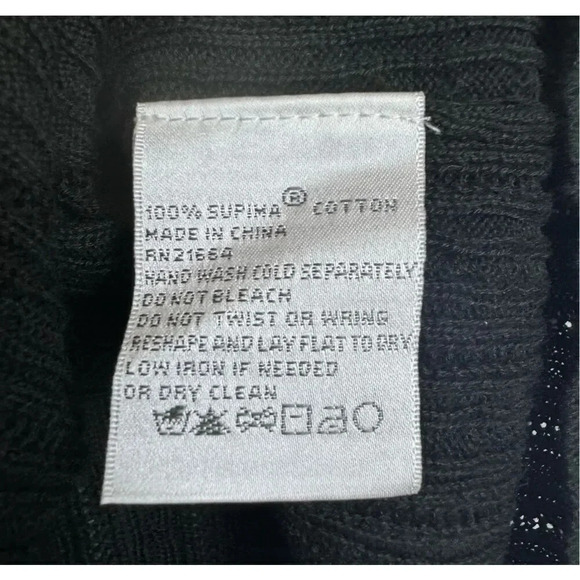 100% SUPIMA® COTTON
MADE IN CHINA
RN21664
HAND WASH COLD SEPARATELY
DO NOT BLEACH
DO NOT TWIST OR WRING
RESHAPE AND LAY FLAT TO DRY
LOW IRON IF NEEDED
OR DRY CLEAN